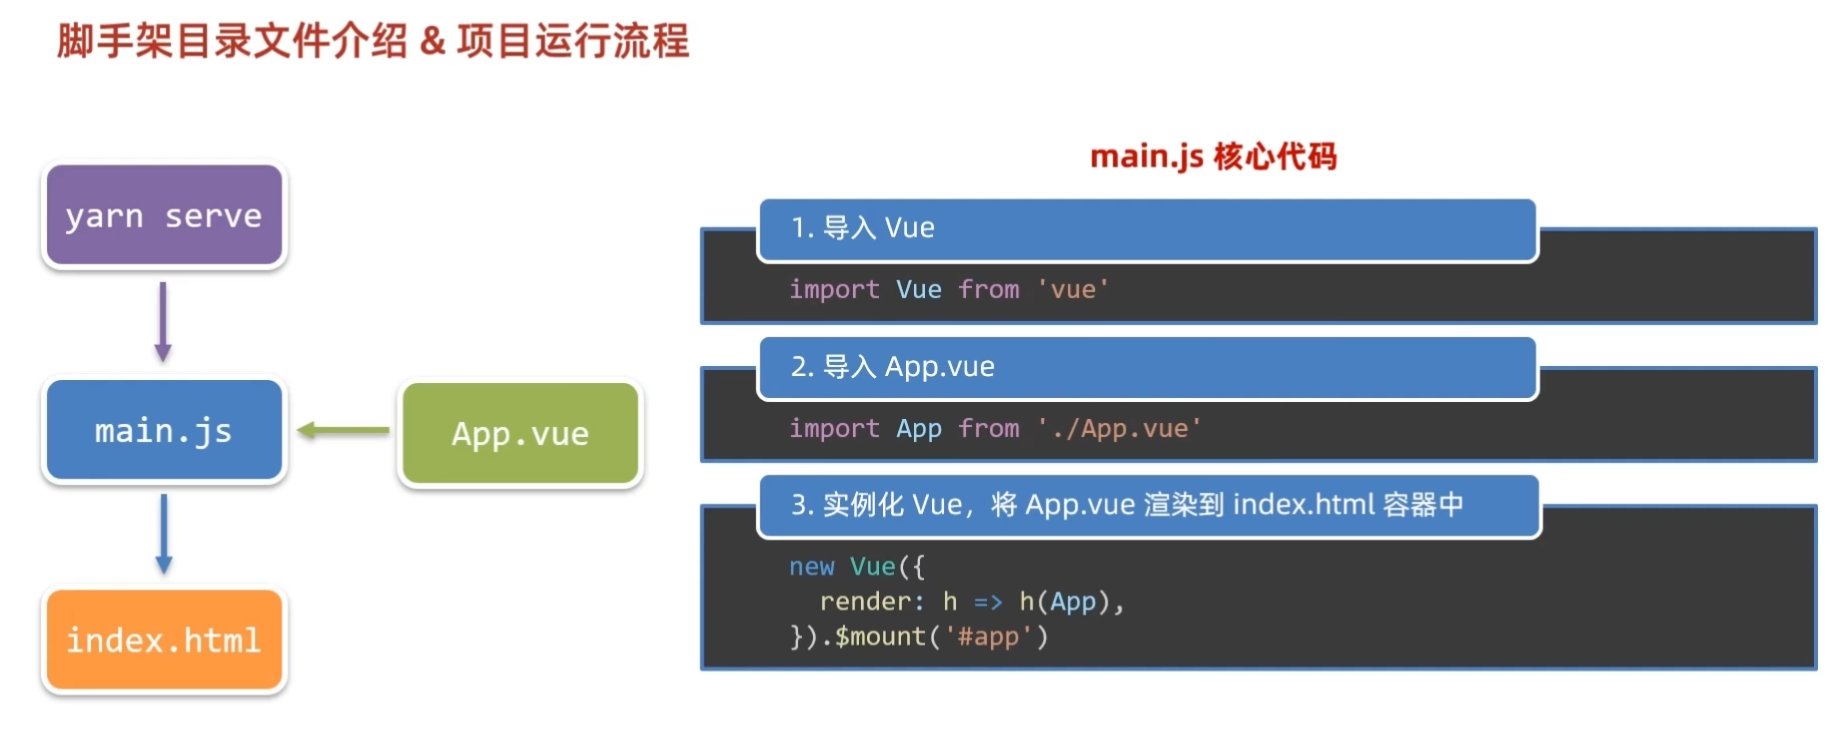 脚手架目录文件介绍 & 项目运行流程
yarn serve
main.js
App.vue
index.html
main.js 核心代码
1. 导入 Vue
import Vue from 'vue'
2. 导入 App.vue
import App from './App.vue'
3. 实例化 Vue，将 App.vue 渲染到 index.html 容器中
new Vue({
  render: h => h(App),
}).$mount('#app')